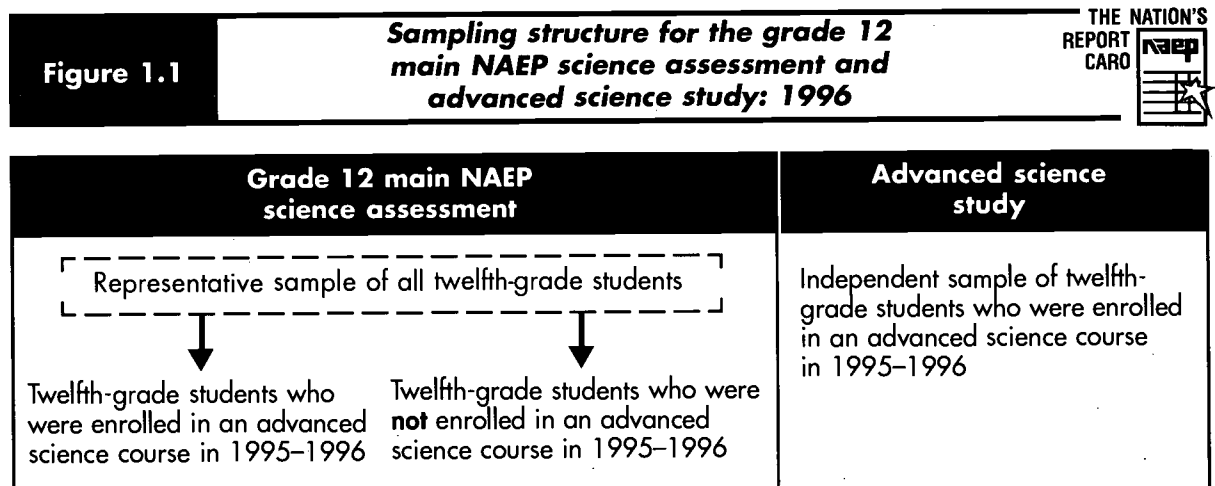 Figure 1.1
Sampling structure for the grade 12
main NAEP science assessment and
advanced science study: 1996
THE NATION'S
REPORT
CARD
naep
Grade 12 main NAEP
science assessment
Representative sample of all twelfth-grade students
Twelfth-grade students who
were enrolled in an advanced
science course in 1995–1996
Twelfth-grade students who were
not enrolled in an advanced
science course in 1995–1996
Advanced science
study
Independent sample of twelfth-
grade students who were enrolled
in an advanced science course
in 1995–1996